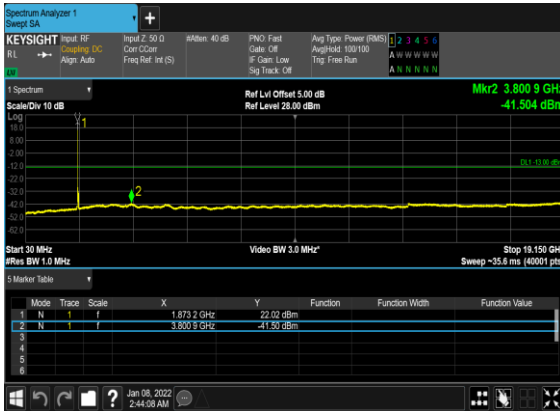 Spectrum Analyzer 1
Swept SA
+
KEYSIGHT Input: RF Input Z: 50 Ω #Atten: 40 dB PNO: Fast Avg Type: Power (RMS) 1 2 3 4 5 6
RL Coupling: DC Corr CCorr Gate: Off Avg|Hold: 100/100 A W W W W W
Align: Auto Freq Ref: Int (S) IF Gain: Low Trig: Free Run
Sig Track: Off A N N N N N
1 Spectrum Ref Lvl Offset 5.00 dB Mkr2 3.800 9 GHz
Scale/Div 10 dB Ref Level 28.00 dBm -41.504 dBm
Log
18.0
8.00
-2.00
-12.0
-22.0
-32.0
-42.0
-52.0
-62.0
1
2
DL1 -13.00 dBm
Start 30 MHz Video BW 3.0 MHz* Stop 19.150 GHz
#Res BW 1.0 MHz Sweep ~35.6 ms (40001 pts)
5 Marker Table
Mode Trace Scale X Y Function Function Width Function Value
1 N 1 f 1.873 2 GHz 22.02 dBm
2 N 1 f 3.800 9 GHz -41.50 dBm
3
4
5
6
? Jan 08, 2022
2:44:08 AM